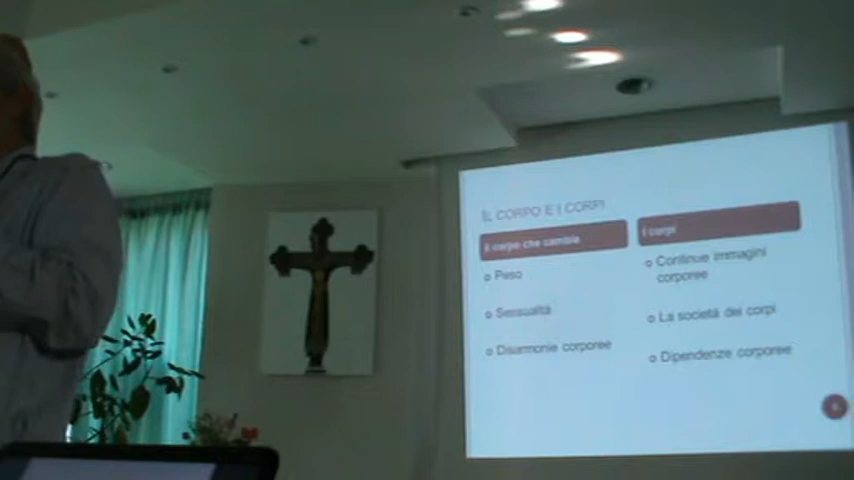 IL CORPO E I CORPI
Il corpo che cambia
Peso
Sessualità
Disarmonie corporee
I corpi
Continue immagini
corporee
La società dei corpi
Dipendenze corporee